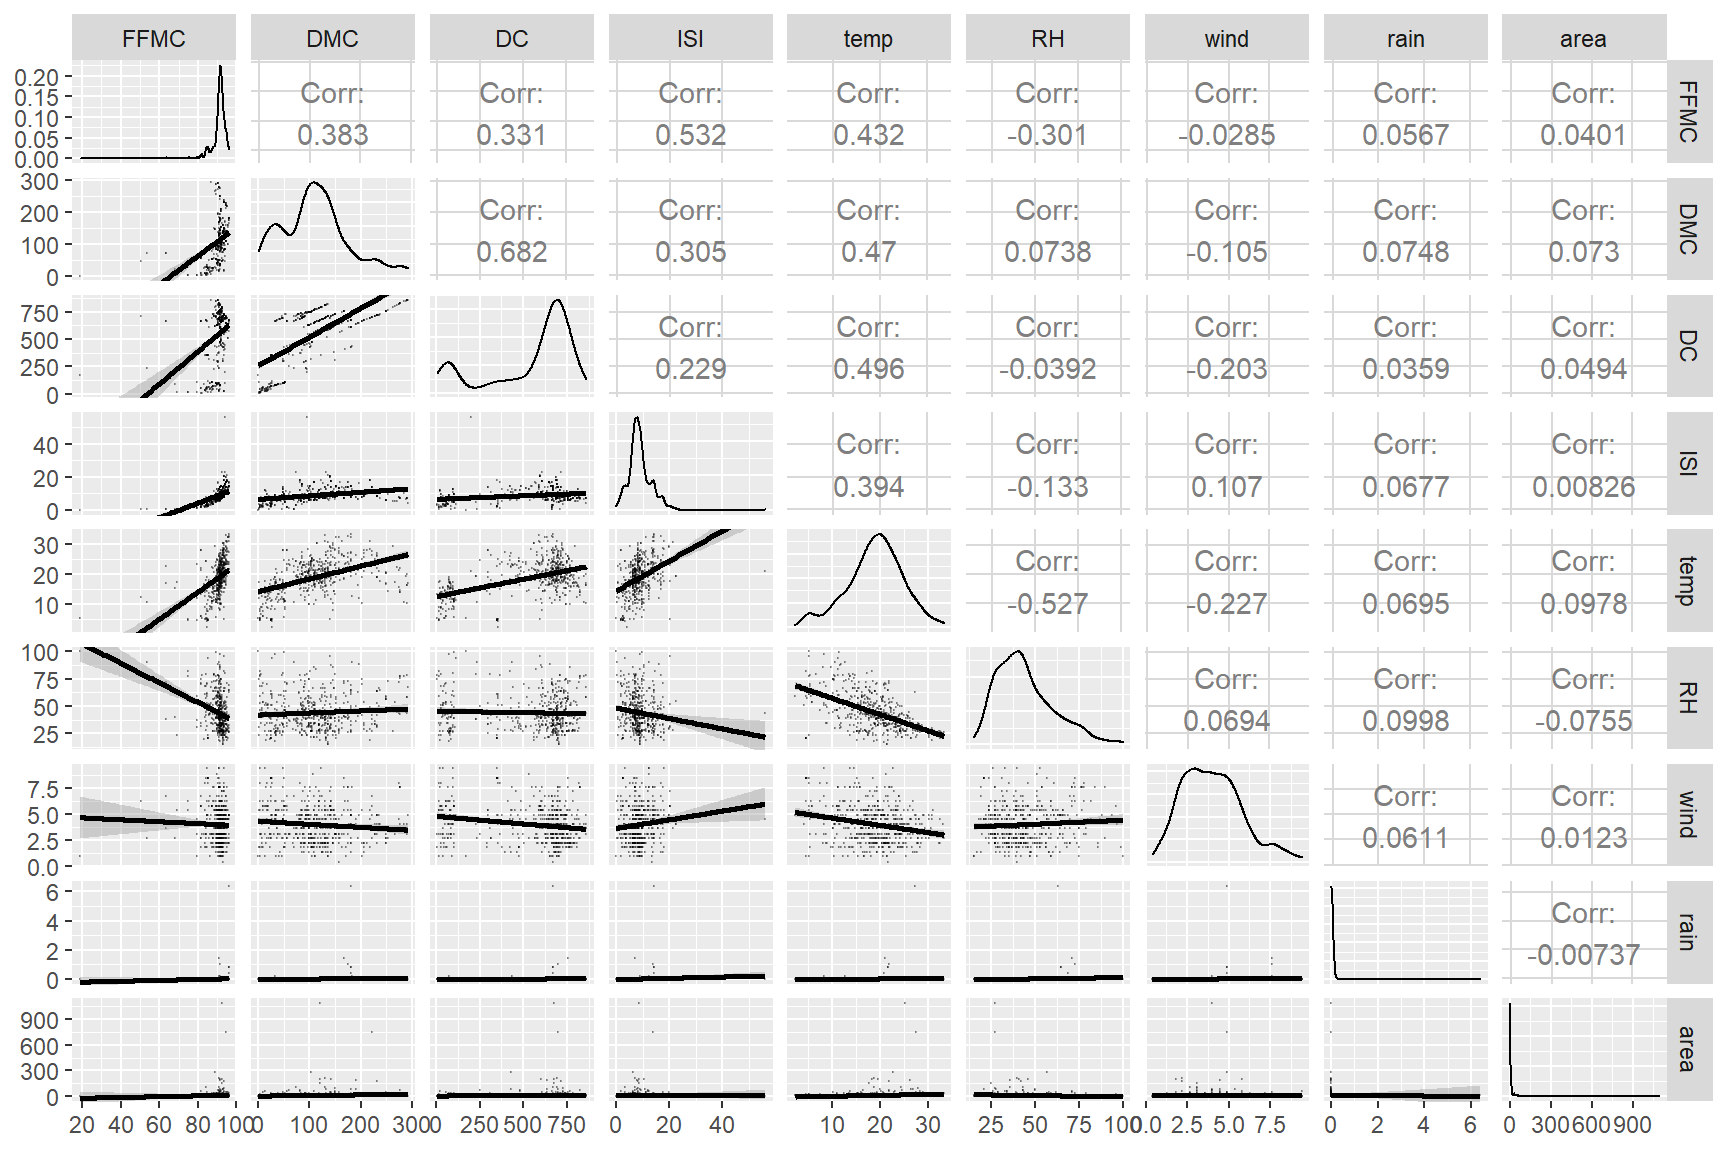 FFMC DMC DC ISI temp RH wind rain area
0.20
0.15
0.10
0.05
0.00
Corr: Corr: Corr: Corr: Corr: Corr: Corr: Corr:
0.383 0.331 0.532 0.432 -0.301 -0.0285 0.0567 0.0401
FFMC
300
200
100
0
Corr: Corr: Corr: Corr: Corr: Corr: Corr:
0.682 0.305 0.47 0.0738 -0.105 0.0748 0.073
DMC
750
500
250
0
Corr: Corr: Corr: Corr: Corr: Corr:
0.229 0.496 -0.0392 -0.203 0.0359 0.0494
DC
40
20
0
Corr: Corr: Corr: Corr: Corr:
0.394 -0.133 0.107 0.0677 0.00826
ISI
30
20
10
Corr: Corr: Corr: Corr:
-0.527 -0.227 0.0695 0.0978
temp
100
75
50
25
Corr: Corr: Corr:
0.0694 0.0998 -0.0755
RH
7.5
5.0
2.5
0.0
Corr: Corr:
0.0611 0.0123
wind
6
4
2
0
Corr:
-0.00737
rain
900
600
300
0
area
20 40 60 80 100 0 100 200 300 0 250 500 750 0 20 40 10 20 30 25 50 75 100 0.0 2.5 5.0 7.5 0 2 4 6 0 300 600 900